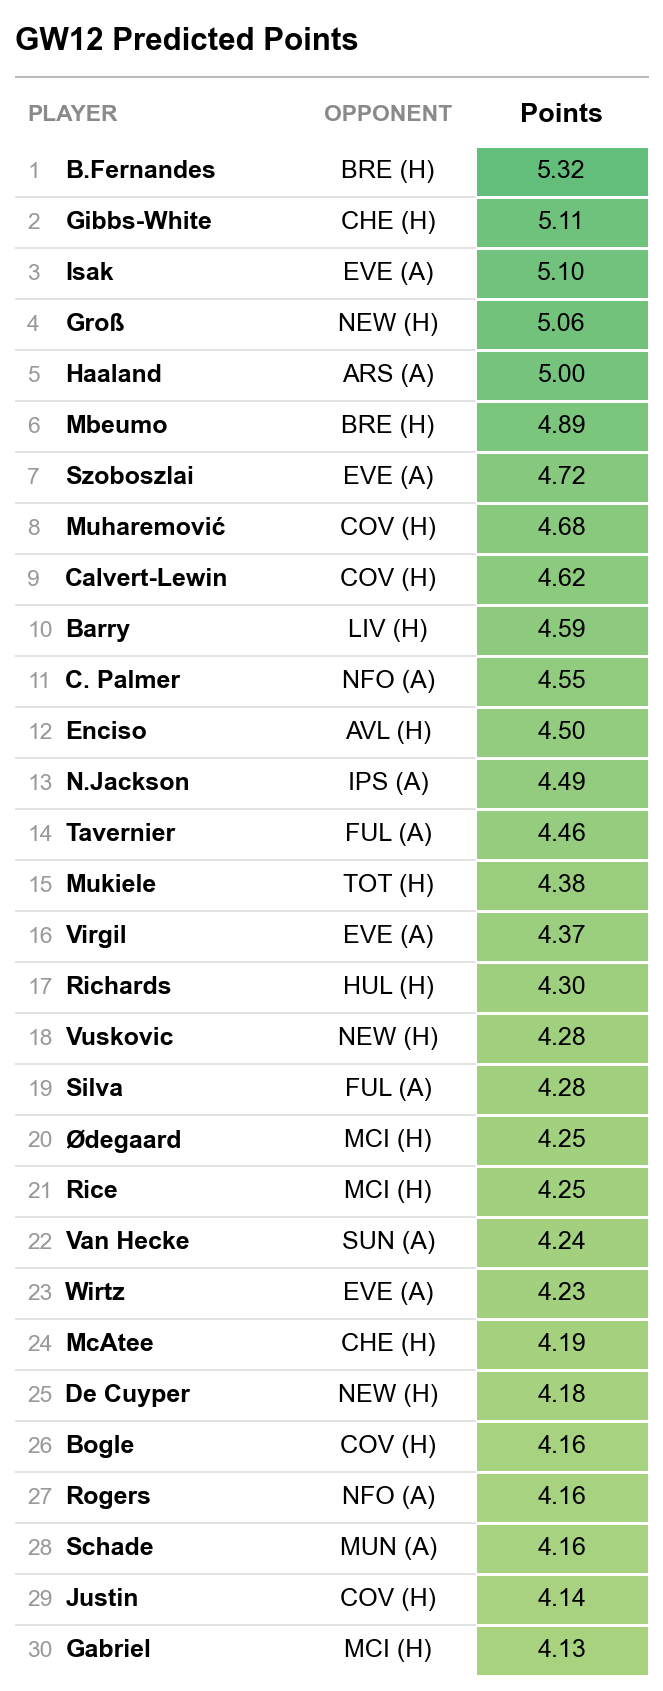 GW12 Predicted Points
PLAYER OPPONENT Points
1 B.Fernandes BRE (H) 5.32
2 Gibbs-White CHE (H) 5.11
3 Isak EVE (A) 5.10
4 Groß NEW (H) 5.06
5 Haaland ARS (A) 5.00
6 Mbeumo BRE (H) 4.89
7 Szoboszlai EVE (A) 4.72
8 Muharemović COV (H) 4.68
9 Calvert-Lewin COV (H) 4.62
10 Barry LIV (H) 4.59
11 C. Palmer NFO (A) 4.55
12 Enciso AVL (H) 4.50
13 N.Jackson IPS (A) 4.49
14 Tavernier FUL (A) 4.46
15 Mukiele TOT (H) 4.38
16 Virgil EVE (A) 4.37
17 Richards HUL (H) 4.30
18 Vuskovic NEW (H) 4.28
19 Silva FUL (A) 4.28
20 Ødegaard MCI (H) 4.25
21 Rice MCI (H) 4.25
22 Van Hecke SUN (A) 4.24
23 Wirtz EVE (A) 4.23
24 McAtee CHE (H) 4.19
25 De Cuyper NEW (H) 4.18
26 Bogle COV (H) 4.16
27 Rogers NFO (A) 4.16
28 Schade MUN (A) 4.16
29 Justin COV (H) 4.14
30 Gabriel MCI (H) 4.13